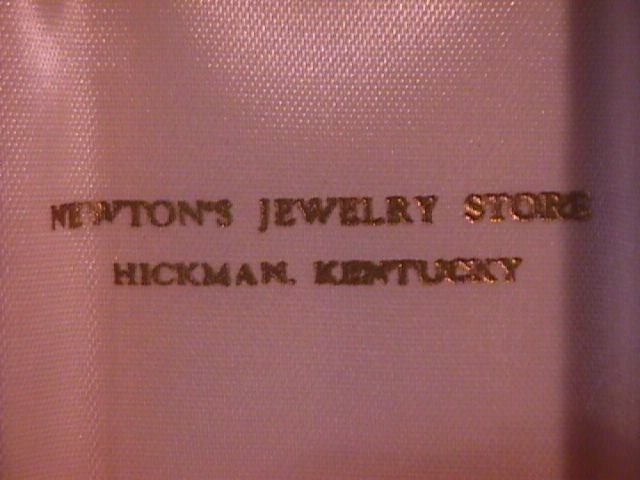 NEWTON'S JEWELRY STORE
HICKMAN, KENTUCKY